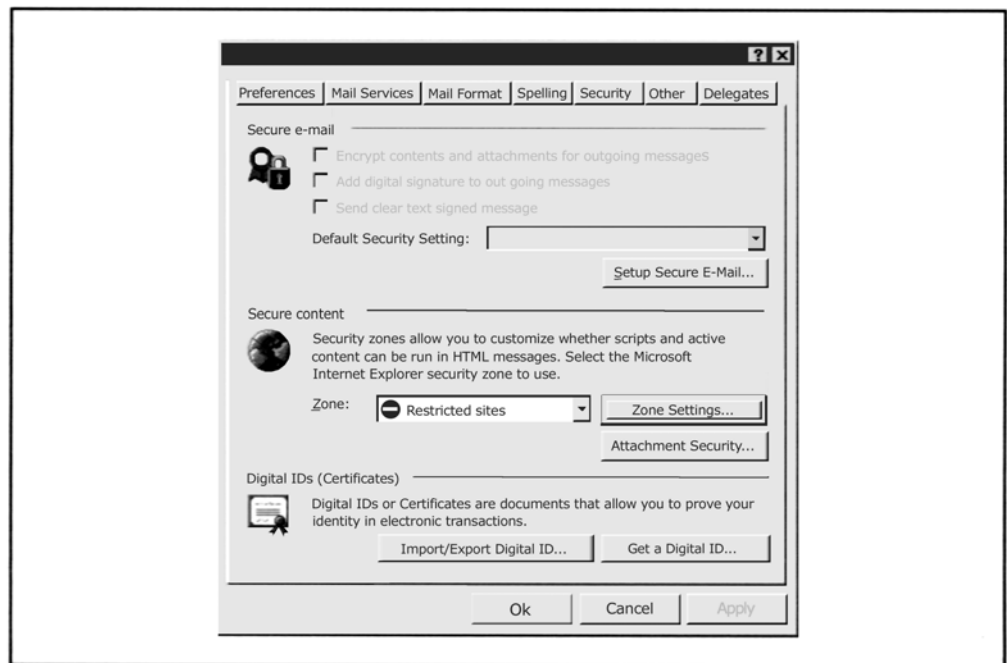 ? X
Preferences Mail Services Mail Format Spelling Security Other Delegates
Secure e-mail
Encrypt contents and attachments for outgoing messages
Add digital signature to out going messages
Send clear text signed message
Default Security Setting:
Setup Secure E-Mail...
Secure content
Security zones allow you to customize whether scripts and active
content can be run in HTML messages. Select the Microsoft
Internet Explorer security zone to use.
Zone: Restricted sites Zone Settings...
Attachment Security...
Digital IDs (Certificates)
Digital IDs or Certificates are documents that allow you to prove your
identity in electronic transactions.
Import/Export Digital ID... Get a Digital ID...
Ok Cancel Apply